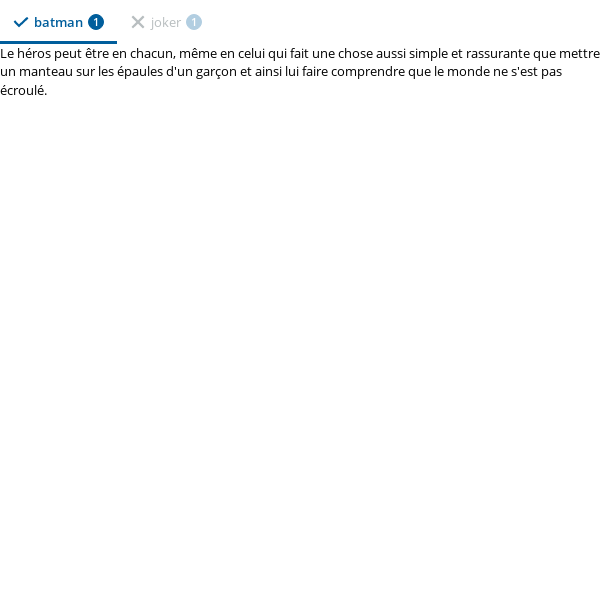 batman 1 joker 1
Le héros peut être en chacun, même en celui qui fait une chose aussi simple et rassurante que mettre
un manteau sur les épaules d'un garçon et ainsi lui faire comprendre que le monde ne s'est pas
écroulé.